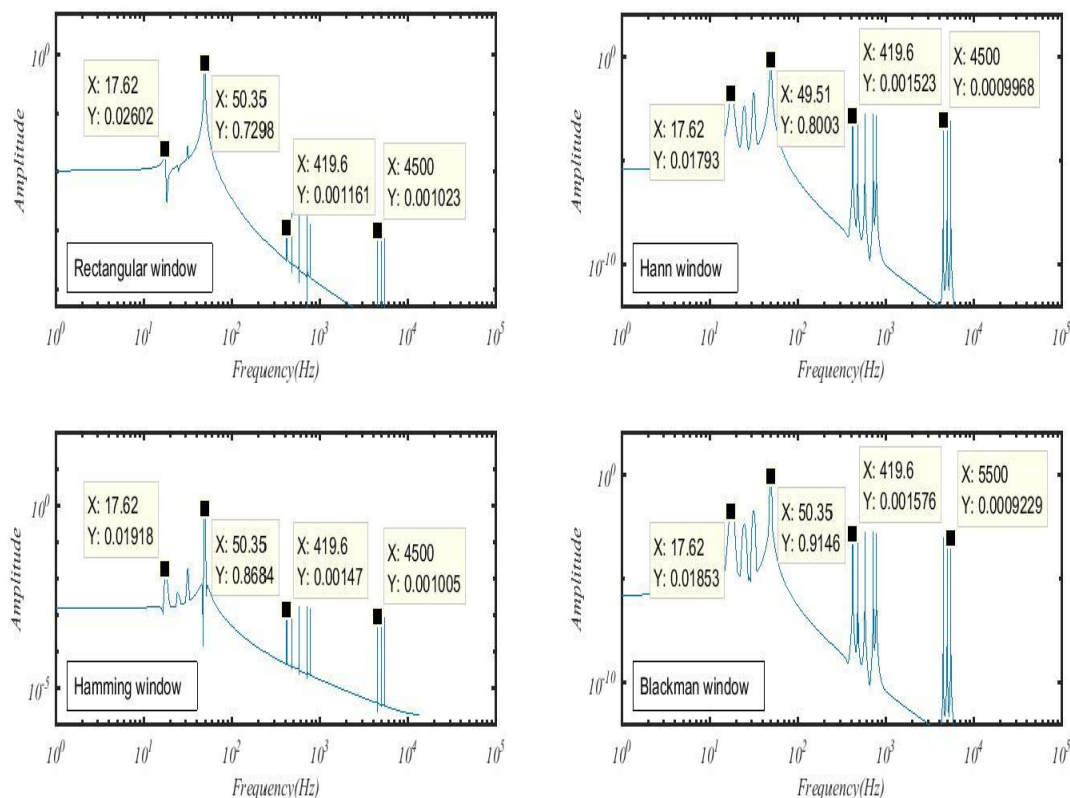 10^0
X: 17.62
Y: 0.02602
X: 50.35
Y: 0.7298
X: 419.6
Y: 0.001161
X: 4500
Y: 0.001023
Amplitude
Rectangular window
10^0 10^1 10^2 10^3 10^4 10^5
Frequency(Hz)
10^0
X: 17.62
Y: 0.01793
X: 49.51
Y: 0.8003
X: 419.6
Y: 0.001523
X: 4500
Y: 0.0009968
Amplitude
10^-10
Hann window
10^0 10^1 10^2 10^3 10^4 10^5
Frequency(Hz)
10^0
X: 17.62
Y: 0.01918
X: 50.35
Y: 0.8684
X: 419.6
Y: 0.00147
X: 4500
Y: 0.001005
Amplitude
10^-5
Hamming window
10^0 10^1 10^2 10^3 10^4 10^5
Frequency(Hz)
10^0
X: 17.62
Y: 0.01853
X: 50.35
Y: 0.9146
X: 419.6
Y: 0.001576
X: 5500
Y: 0.0009229
Amplitude
10^-10
Blackman window
10^0 10^1 10^2 10^3 10^4 10^5
Frequency(Hz)